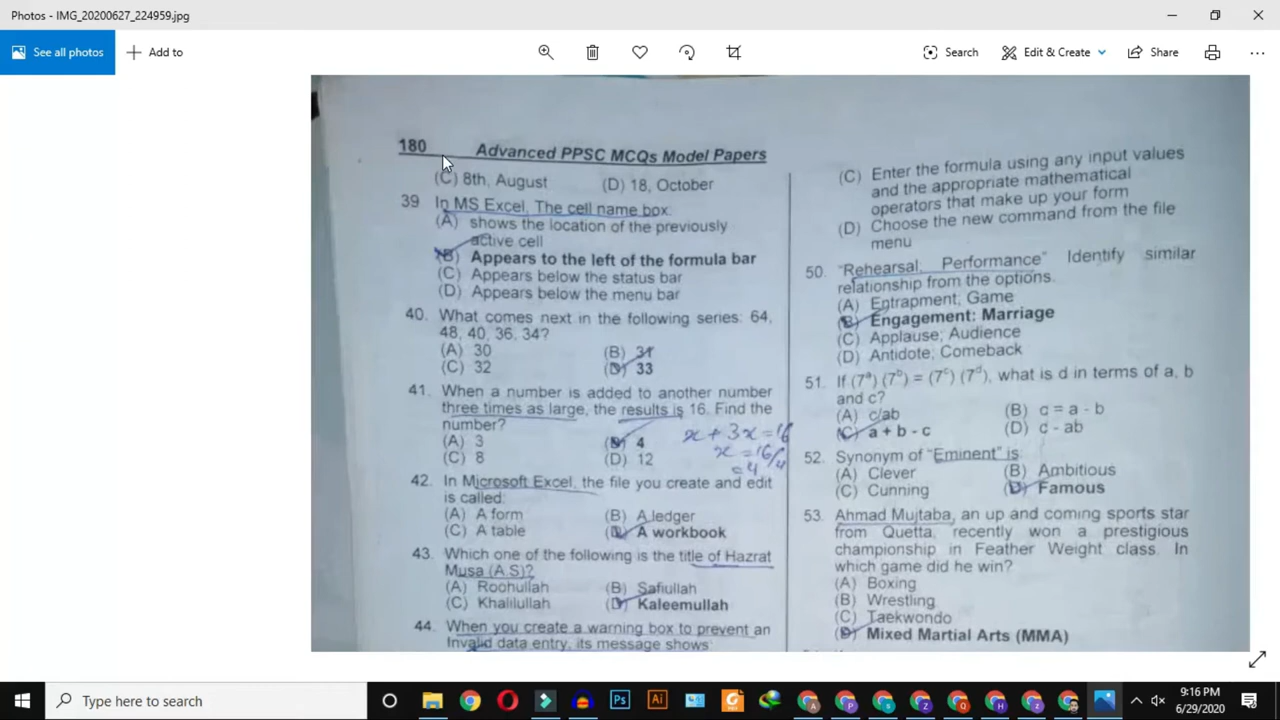 Photos - IMG_20200627_224959.jpg
See all photos
Add to
Search
Edit & Create
Share
180 Advanced PPSC MCQs Model Papers
(C) 8th, August (D) 18, October
39 In MS Excel, The cell name box:
(A) shows the location of the previously
active cell
(B) Appears to the left of the formula bar
(C) Appears below the status bar
(D) Appears below the menu bar
40. What comes next in the following series: 64,
48, 40, 36, 34?
(A) 30 (B) 31
(C) 32 (D) 33
41. When a number is added to another number
three times as large, the results is 16. Find the
number?
(A) 3 (B) 4
(C) 8 (D) 12
x + 3x = 16
x = 16/4
= 4
42. In Microsoft Excel, the file you create and edit
is called:
(A) A form (B) A ledger
(C) A table (D) A workbook
43. Which one of the following is the title of Hazrat
Musa (A.S)?
(A) Roohullah (B) Safiullah
(C) Khalilullah (D) Kaleemullah
44. When you create a warning box to prevent an
Invalid data entry, its message shows:
(C) Enter the formula using any input values
and the appropriate mathematical
operators that make up your form
(D) Choose the new command from the file
menu
50. "Rehearsal; Performance" Identify similar
relationship from the options.
(A) Entrapment; Game
(B) Engagement: Marriage
(C) Applause; Audience
(D) Antidote; Comeback
51. If (7ᵃ) (7ᵇ) = (7ᶜ) (7ᵈ), what is d in terms of a, b
and c?
(A) c/ab (B) c = a - b
(C) a + b - c (D) c - ab
52. Synonym of "Eminent" is:
(A) Clever (B) Ambitious
(C) Cunning (D) Famous
53. Ahmad Mujtaba, an up and coming sports star
from Quetta, recently won a prestigious
championship in Feather Weight class. In
which game did he win?
(A) Boxing
(B) Wrestling
(C) Taekwondo
(D) Mixed Martial Arts (MMA)
Type here to search
9:16 PM
6/29/2020